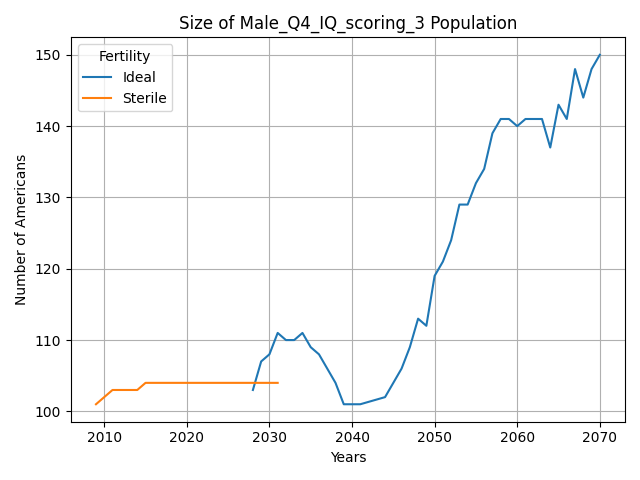 Size of Male_Q4_IQ_scoring_3 Population
Fertility
Ideal
Sterile
Number of Americans
150
140
130
120
110
100
2010
2020
2030
2040
2050
2060
2070
Years